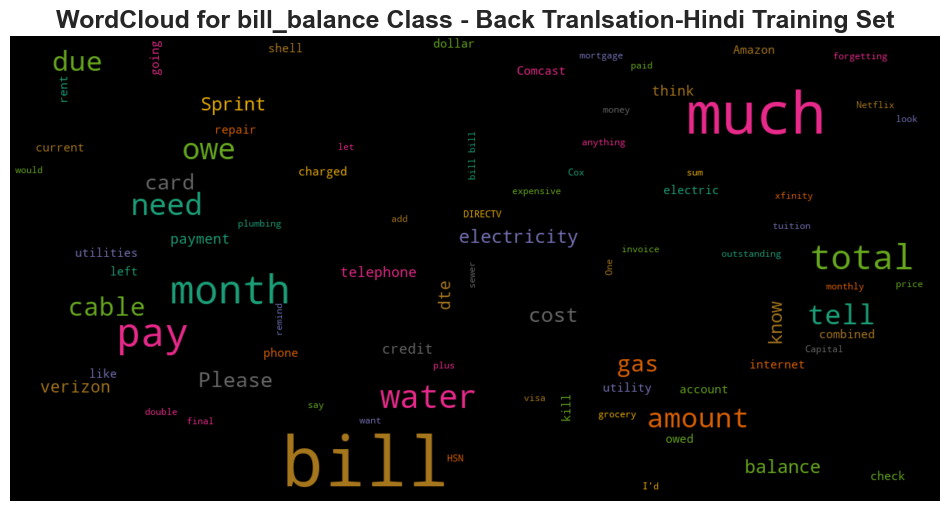 WordCloud for bill_balance Class - Back Tranlsation-Hindi Training Set
due
going
shell
dollar
mortgage
paid
Amazon
forgetting
rent
Comcast
think
much
Sprint
money
Netflix
look
repair
owe
current
let
bill bill
anything
would
card
charged
Cox
sum
electric
xfinity
need
expensive
plumbing
add
DIRECTV
tuition
payment
electricity
invoice
utilities
outstanding
total
left
telephone
sewer
One
month
dte
monthly
price
cable
remind
cost
know
tell
pay
combined
phone
credit
Capital
plus
gas
internet
like
Please
verizon
utility
account
water
visa
kill
double
final
say
want
grocery
amount
owed
bill
HSN
balance
check
I'd